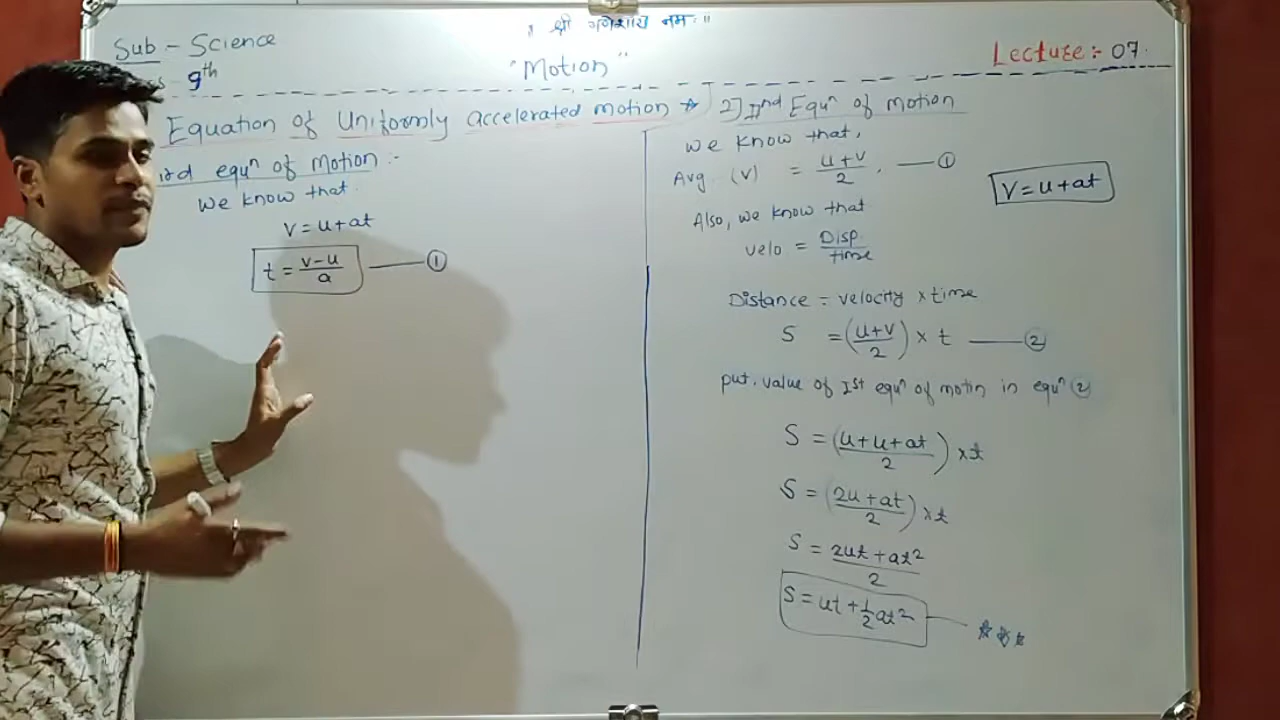 ॥ श्री गणेशाय नमः ॥
Sub - Science
"Motion"
Lecture :- 07.
9th
Equation of Uniformly accelerated motion ☆
IIIrd equⁿ of Motion :-
we know that
v = u + at
t = (v-u)/a —— ①
2] IInd Equⁿ of motion
we know that,
Avg. (v) = (u+v)/2, —— ①
V = u + at
Also, we know that
velo = Disp/time
Distance = velocity × time
S = (u+v/2) × t —— ②
put. value of Ist equⁿ of motin in equⁿ ②
S = (u+u+at/2) × t
S = (2u+at/2) × t
S = (2ut + at²)/2
S = ut + ½at²